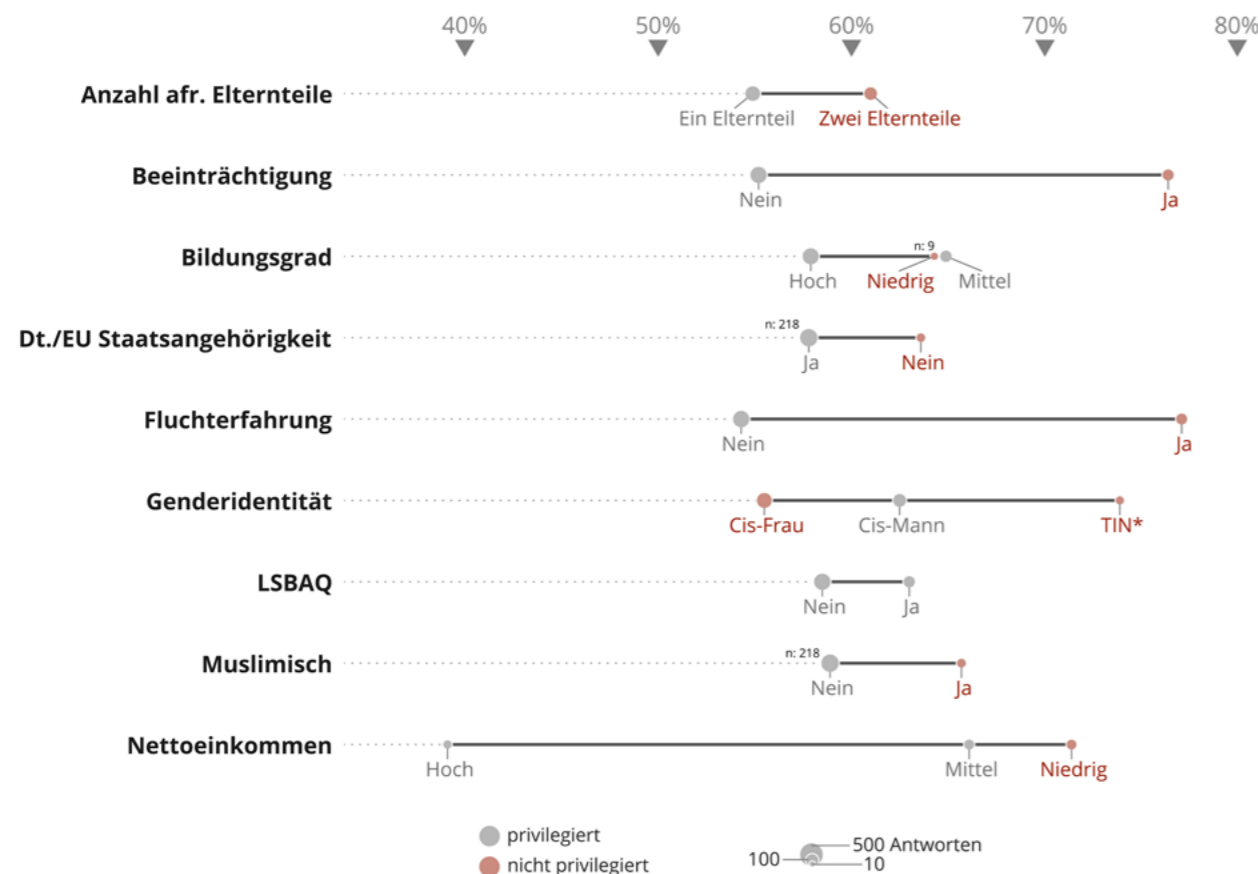 40% 50% 60% 70% 80%
Anzahl afr. Elternteile
Ein Elternteil Zwei Elternteile
Beeinträchtigung
Nein Ja
Bildungsgrad
n: 9
Hoch Niedrig Mittel
Dt./EU Staatsangehörigkeit
n: 218
Ja Nein
Fluchterfahrung
Nein Ja
Genderidentität
Cis-Frau Cis-Mann TIN*
LSBAQ
Nein Ja
Muslimisch
n: 218
Nein Ja
Nettoeinkommen
Hoch Mittel Niedrig
privilegiert
nicht privilegiert
500 Antworten
100
10